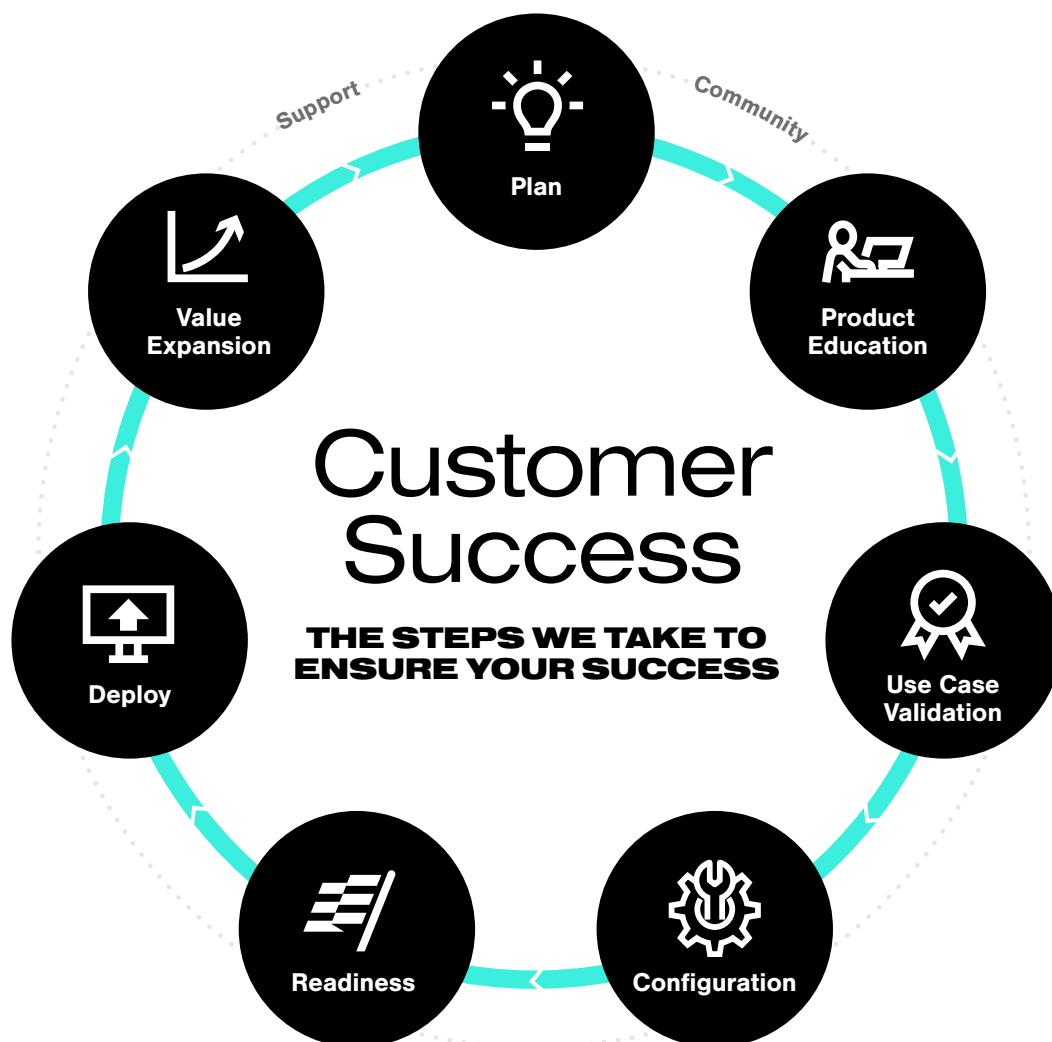 Support
Community
Plan
Value
Expansion
Product
Education
Customer
Success
THE STEPS WE TAKE TO
ENSURE YOUR SUCCESS
Deploy
Use Case
Validation
Readiness
Configuration